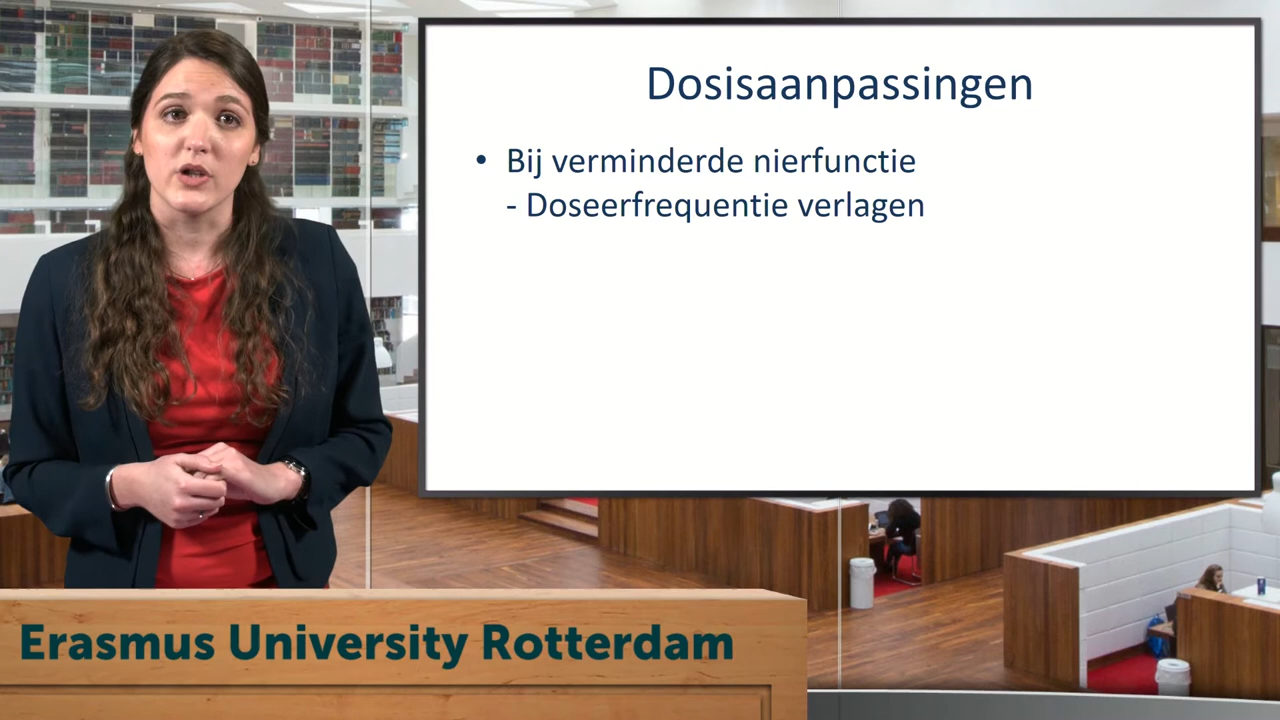 Dosisaanpassingen
• Bij verminderde nierfunctie
- Doseerfrequentie verlagen
Erasmus University Rotterdam